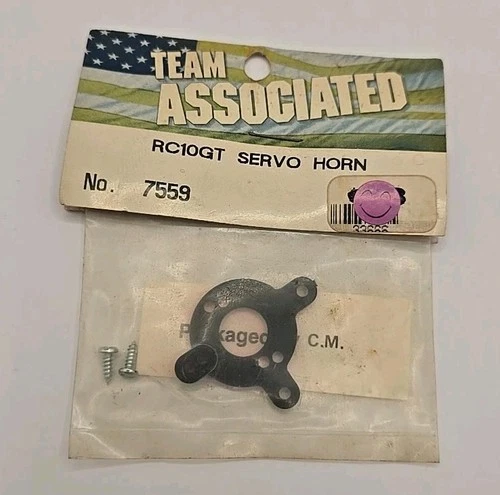 TEAM
ASSOCIATED
RC10GT SERVO HORN
No. 7559
C.M.